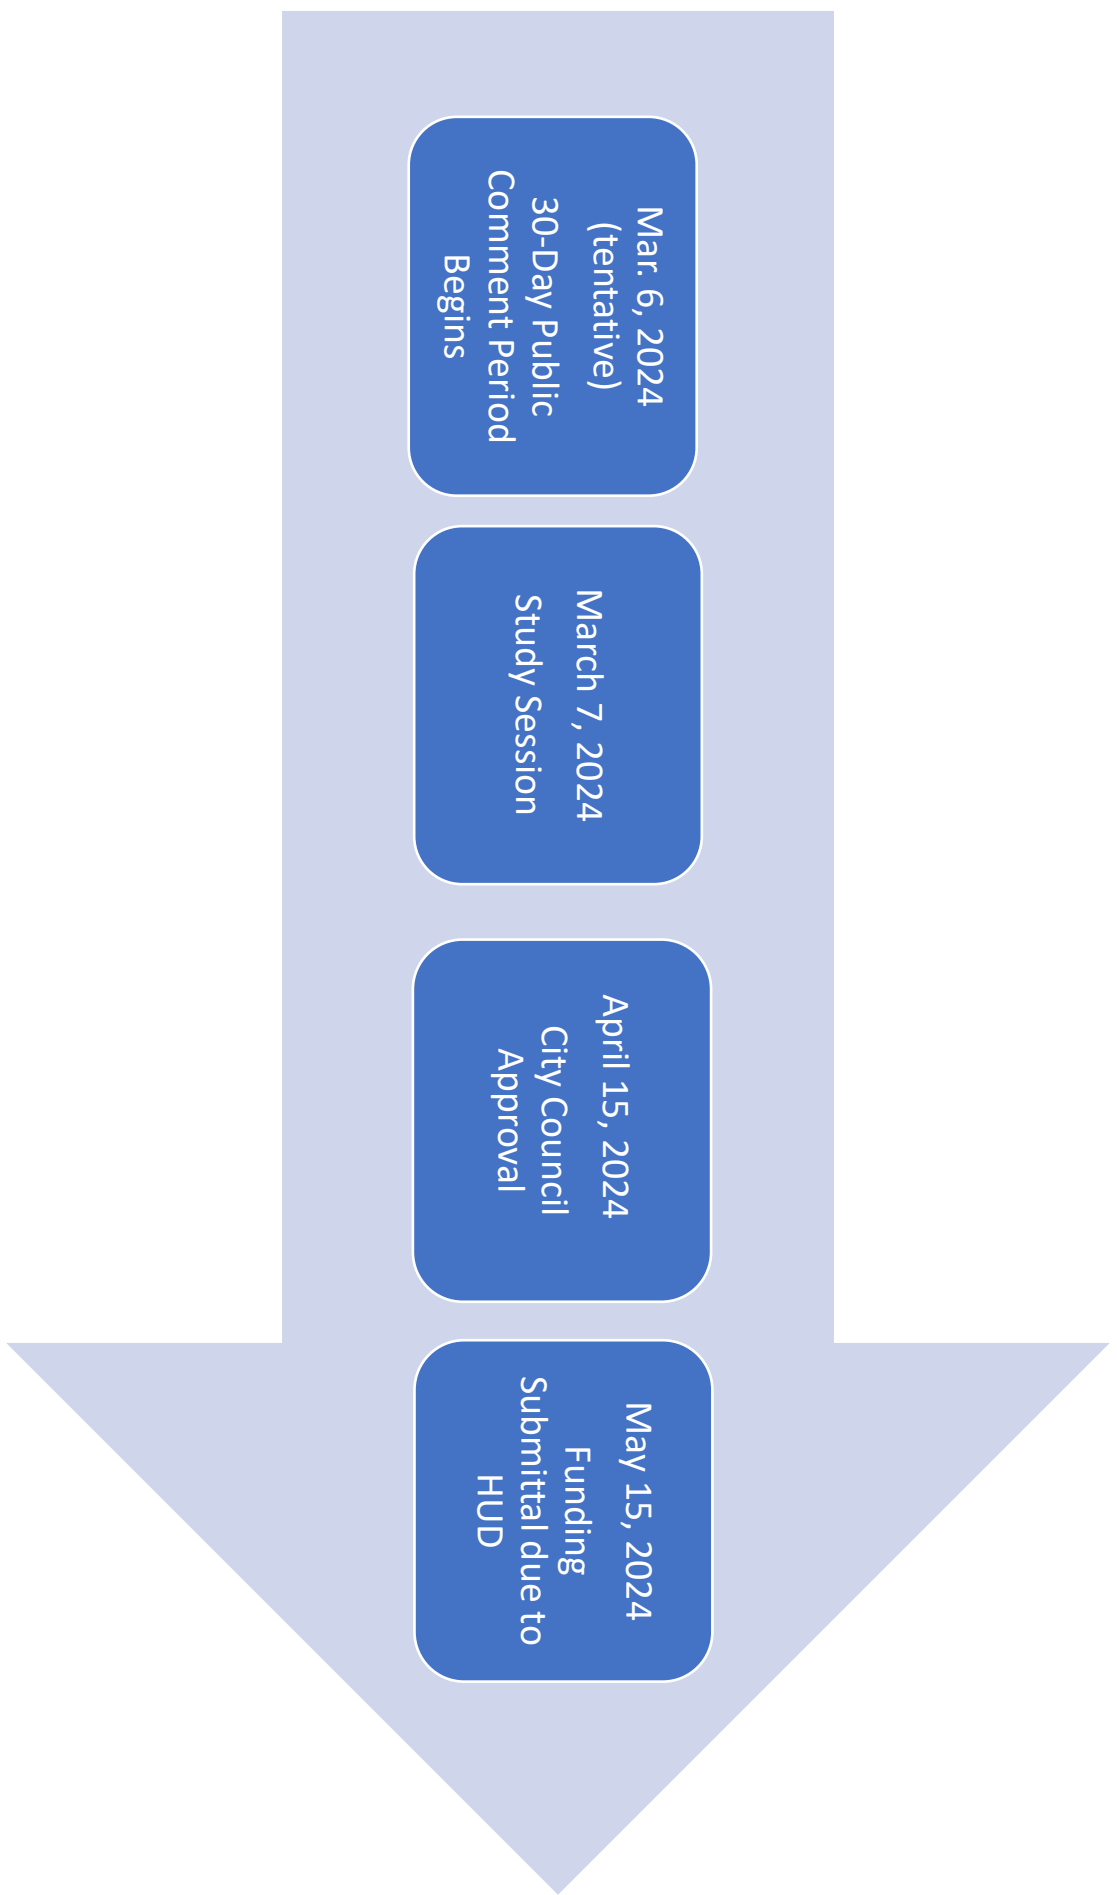 Mar. 6, 2024
(tentative)
30-Day Public
Comment Period
Begins
March 7, 2024
Study Session
April 15, 2024
City Council
Approval
May 15, 2024
Funding
Submittal due to
HUD